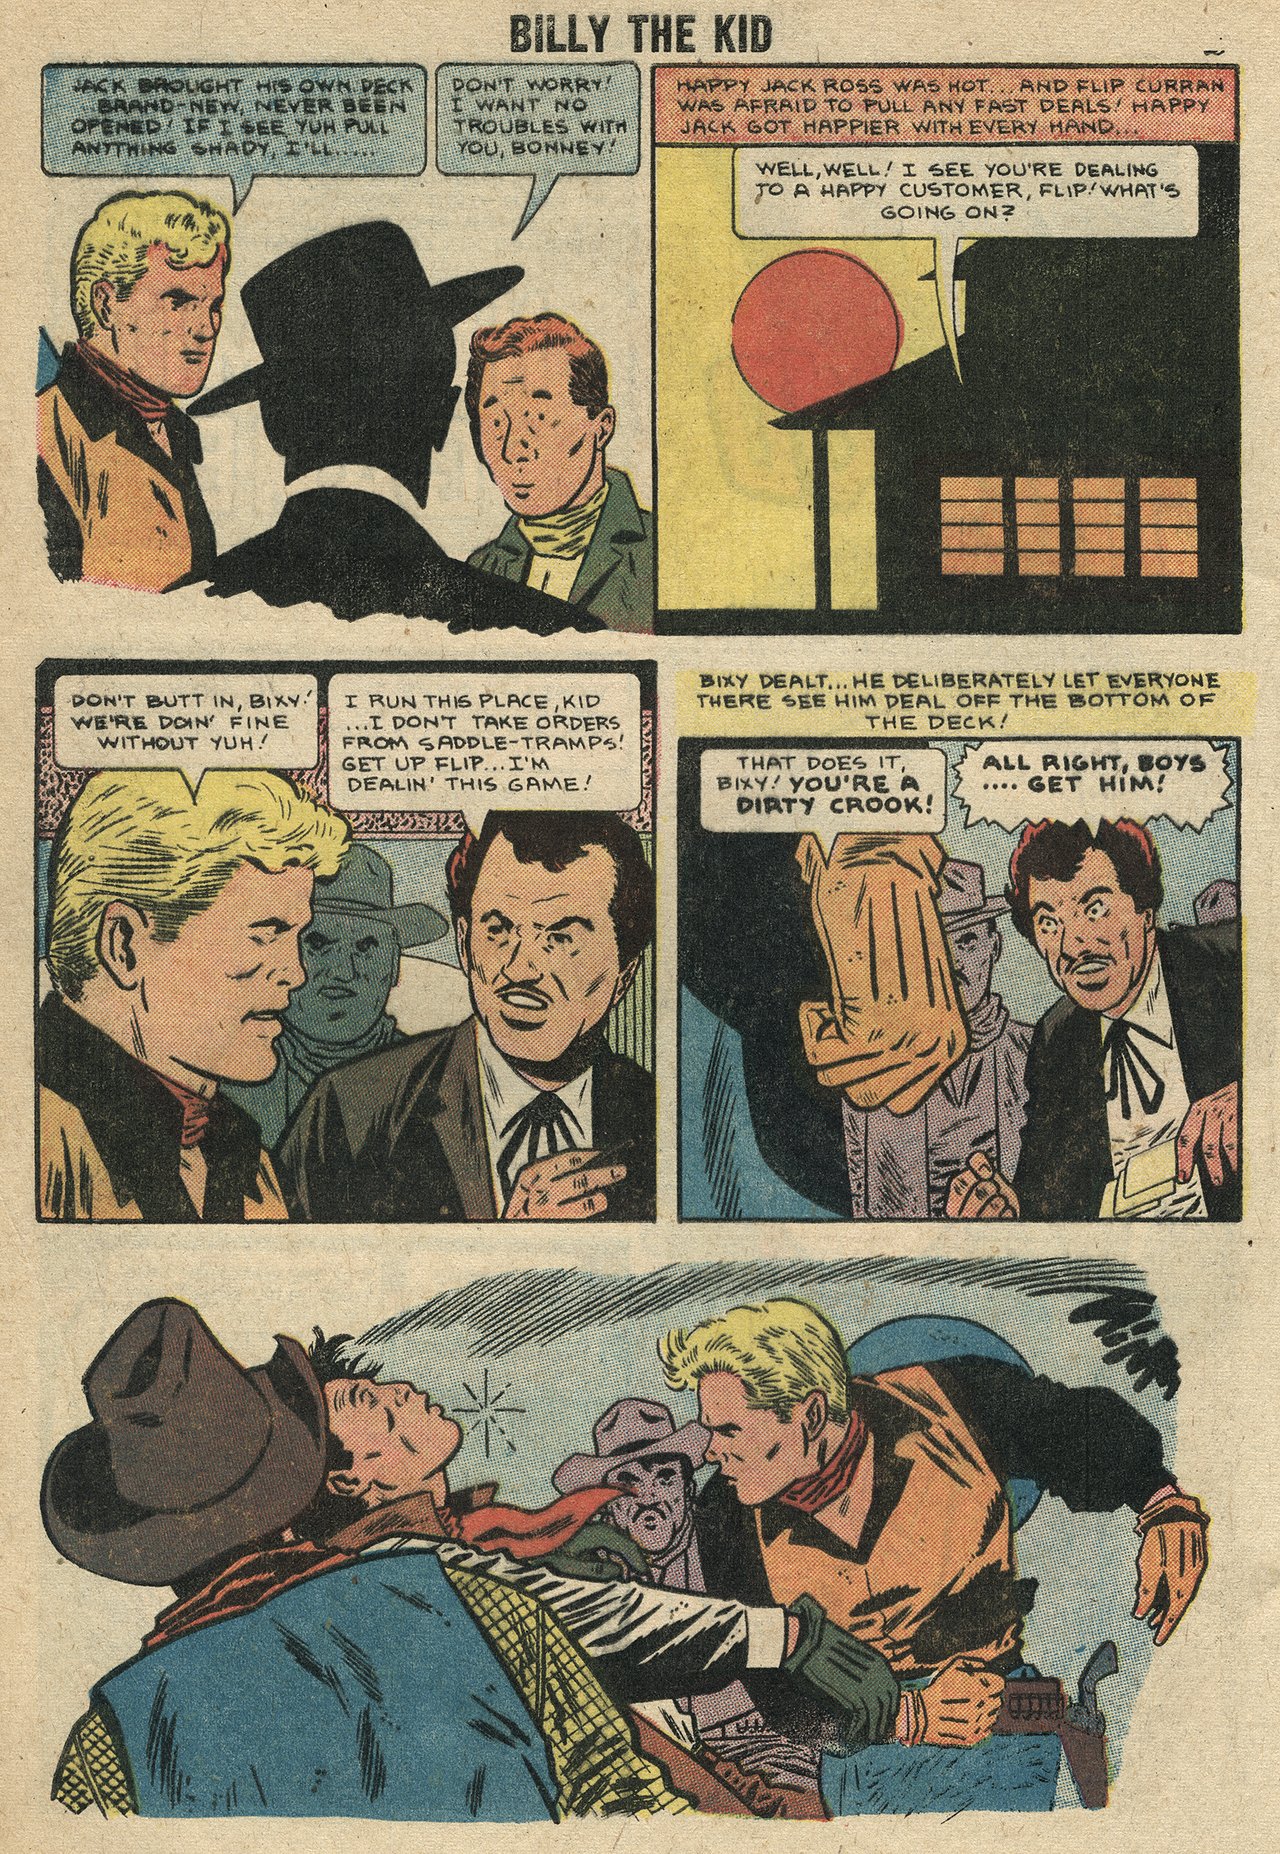 BILLY THE KID
JACK BROUGHT HIS OWN DECK
...BRAND-NEW, NEVER BEEN
OPENED! IF I SEE YUH PULL
ANYTHING SHADY, I'LL......
DON'T WORRY!
I WANT NO
TROUBLES WITH
YOU, BONNEY!
HAPPY JACK ROSS WAS HOT...AND FLIP CURRAN
WAS AFRAID TO PULL ANY FAST DEALS! HAPPY
JACK GOT HAPPIER WITH EVERY HAND...
WELL, WELL! I SEE YOU'RE DEALING
TO A HAPPY CUSTOMER, FLIP! WHAT'S
GOING ON?
DON'T BUTT IN, BIXY!
WE'RE DOIN' FINE
WITHOUT YUH!
I RUN THIS PLACE, KID
...I DON'T TAKE ORDERS
FROM SADDLE-TRAMPS!
GET UP FLIP...I'M
DEALIN' THIS GAME!
BIXY DEALT...HE DELIBERATELY LET EVERYONE
THERE SEE HIM DEAL OFF THE BOTTOM OF
THE DECK!
THAT DOES IT,
BIXY! YOU'RE A
DIRTY CROOK!
ALL RIGHT, BOYS
.... GET HIM!